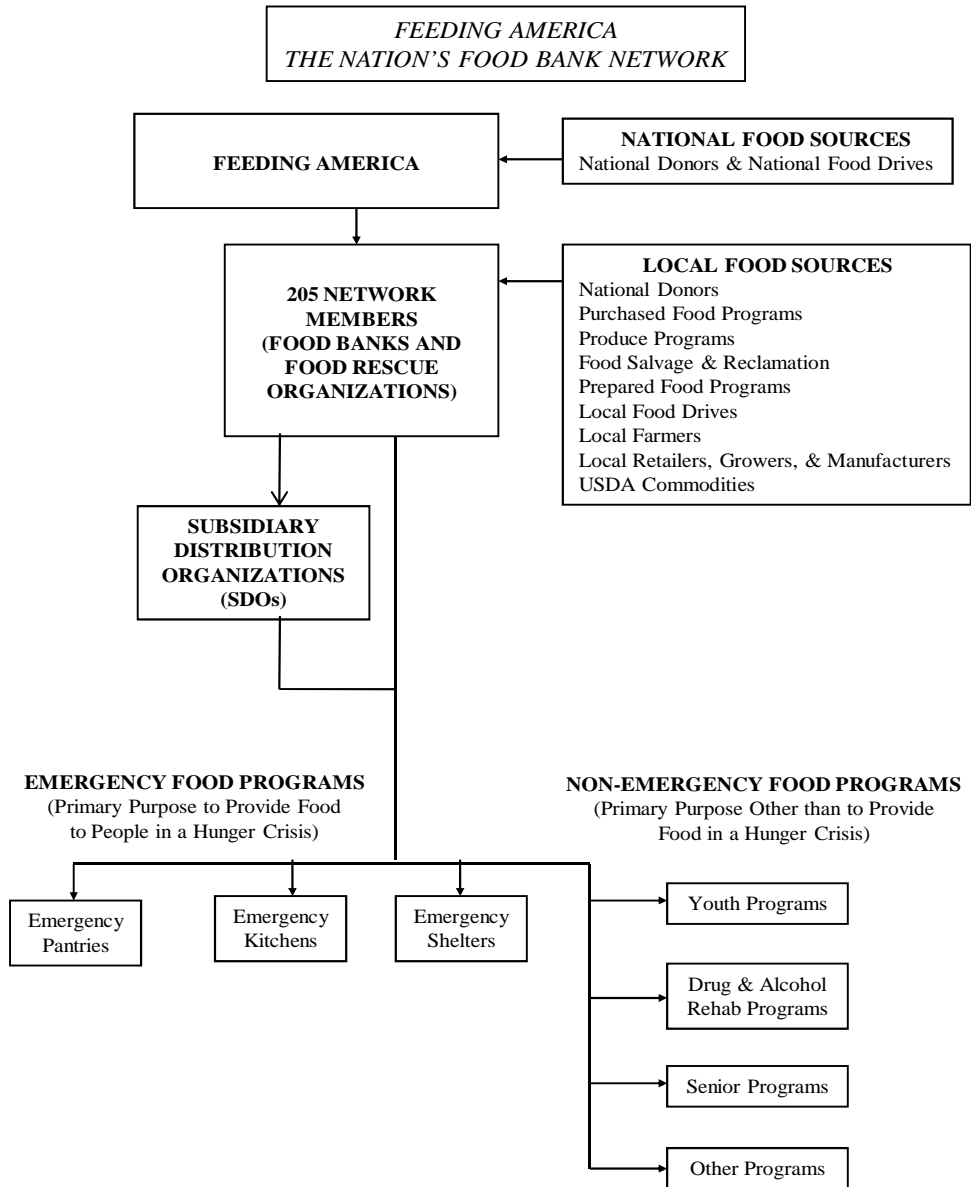 FEEDING AMERICA
THE NATION’S FOOD BANK NETWORK
FEEDING AMERICA
NATIONAL FOOD SOURCES
National Donors & National Food Drives
205 NETWORK
MEMBERS
(FOOD BANKS AND
FOOD RESCUE
ORGANIZATIONS)
LOCAL FOOD SOURCES
National Donors
Purchased Food Programs
Produce Programs
Food Salvage & Reclamation
Prepared Food Programs
Local Food Drives
Local Farmers
Local Retailers, Growers, & Manufacturers
USDA Commodities
SUBSIDIARY
DISTRIBUTION
ORGANIZATIONS
(SDOs)
EMERGENCY FOOD PROGRAMS
(Primary Purpose to Provide Food
to People in a Hunger Crisis)
NON-EMERGENCY FOOD PROGRAMS
(Primary Purpose Other than to Provide
Food in a Hunger Crisis)
Emergency
Pantries
Emergency
Kitchens
Emergency
Shelters
Youth Programs
Drug & Alcohol
Rehab Programs
Senior Programs
Other Programs